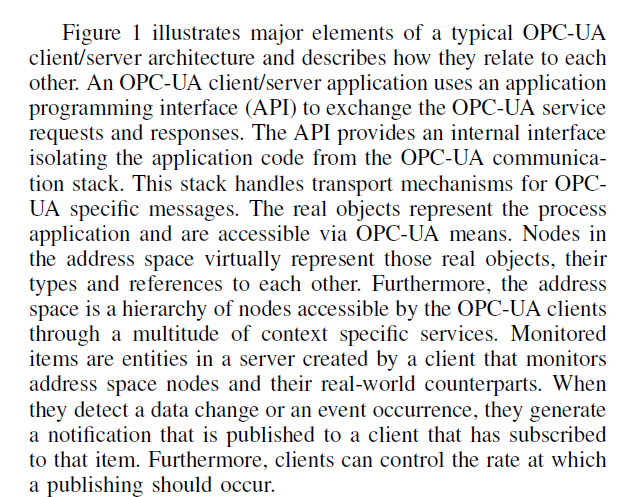 Figure 1 illustrates major elements of a typical OPC-UA
client/server architecture and describes how they relate to each
other. An OPC-UA client/server application uses an application
programming interface (API) to exchange the OPC-UA service
requests and responses. The API provides an internal interface
isolating the application code from the OPC-UA communica-
tion stack. This stack handles transport mechanisms for OPC-
UA specific messages. The real objects represent the process
application and are accessible via OPC-UA means. Nodes in
the address space virtually represent those real objects, their
types and references to each other. Furthermore, the address
space is a hierarchy of nodes accessible by the OPC-UA clients
through a multitude of context specific services. Monitored
items are entities in a server created by a client that monitors
address space nodes and their real-world counterparts. When
they detect a data change or an event occurrence, they generate
a notification that is published to a client that has subscribed
to that item. Furthermore, clients can control the rate at which
a publishing should occur.